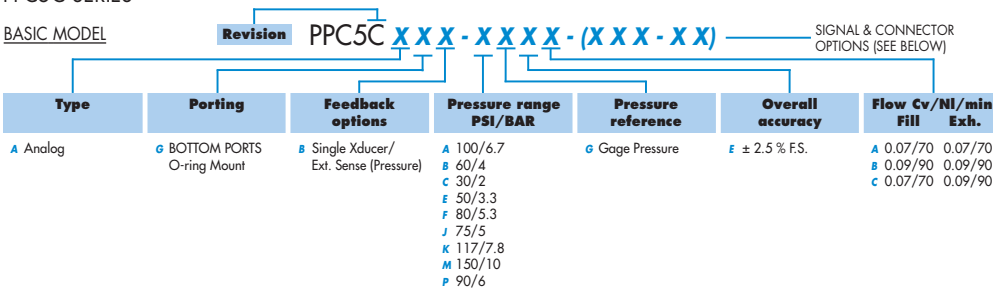 BASIC MODEL
Revision
PPC5C X X X - X X X X - (X X X - X X)
SIGNAL & CONNECTOR
OPTIONS (SEE BELOW)
Type
A Analog
Porting
G BOTTOM PORTS
O-ring Mount
Feedback
options
B Single Xducer/
Ext. Sense (Pressure)
Pressure range
PSI/BAR
A 100/6.7
B 60/4
C 30/2
E 50/3.3
F 80/5.3
J 75/5
K 117/7.8
M 150/10
P 90/6
Pressure
reference
G Gage Pressure
Overall
accuracy
E ± 2.5 % F.S.
Flow Cv/Nl/min
Fill Exh.
A 0.07/70 0.07/70
B 0.09/90 0.09/90
C 0.07/70 0.09/90